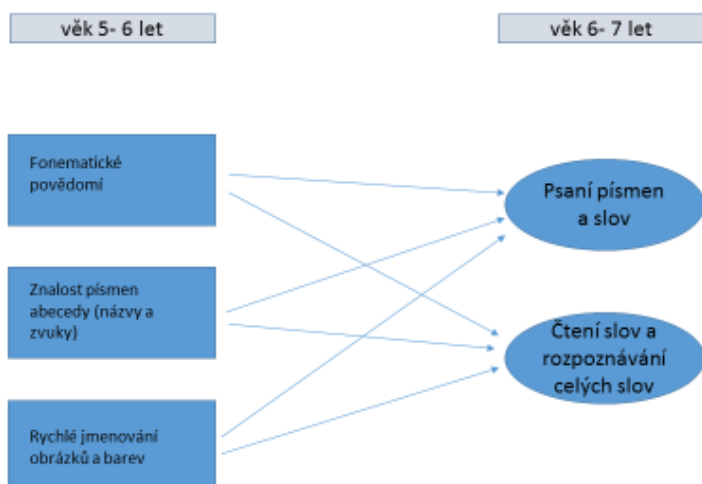 věk 5- 6 let
věk 6- 7 let
Fonematické
povědomí
Psaní písmen
a slov
Znalost písmen
abecedy (názvy a
zvuky)
Čtení slov a
rozpoznávání
celých slov
Rychlé jmenování
obrázků a barev